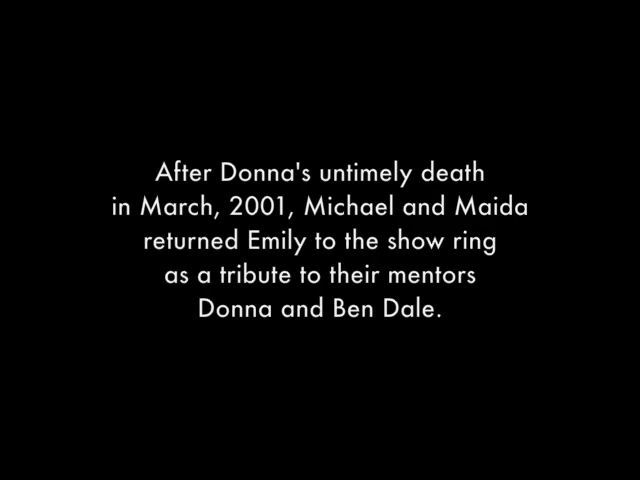 After Donna's untimely death
in March, 2001, Michael and Maida
returned Emily to the show ring
as a tribute to their mentors
Donna and Ben Dale.